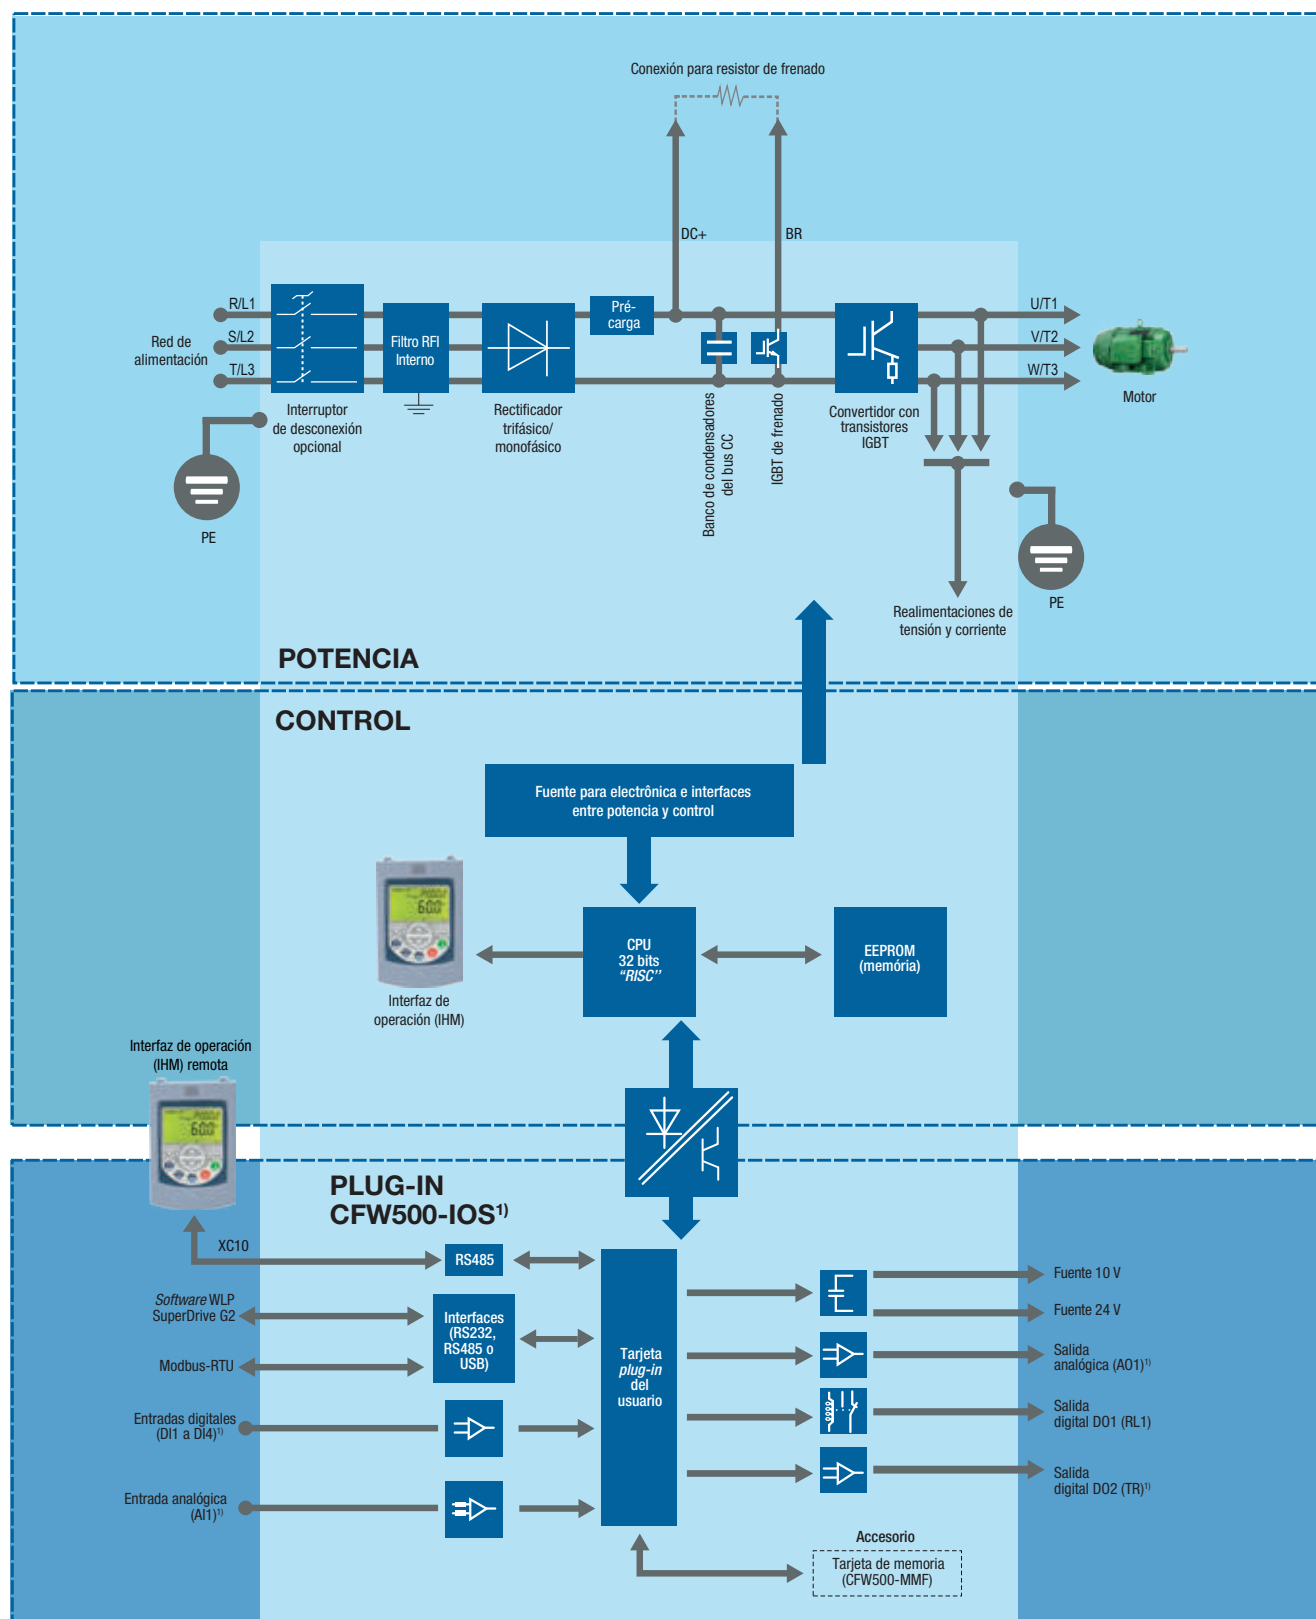 Conexión para resistor de frenado
DC+
BR
R/L1
S/L2
T/L3
Red de
alimentación
Filtro RFI
Interno
Pré-
carga
U/T1
V/T2
W/T3
Motor
Interruptor
de desconexión
opcional
Rectificador
trifásico/
monofásico
Banco de condensadores
del bus CC
IGBT de frenado
Convertidor con
transistores
IGBT
PE
PE
Realimentaciones de
tensión y corriente
POTENCIA
CONTROL
Fuente para electrônica e interfaces
entre potencia y control
CPU
32 bits
“RISC”
EEPROM
(memória)
Interfaz de
operación (IHM)
Interfaz de operación
(IHM) remota
PLUG-IN
CFW500-IOS¹⁾
XC10
RS485
Software WLP
SuperDrive G2
Interfaces
(RS232,
RS485 o
USB)
Modbus-RTU
Entradas digitales
(DI1 a DI4)¹⁾
Entrada analógica
(AI1)¹⁾
Tarjeta
plug-in
del
usuario
Fuente 10 V
Fuente 24 V
Salida
analógica (AO1)¹⁾
Salida
digital DO1 (RL1)
Salida
digital DO2 (TR)¹⁾
Accesorio
Tarjeta de memoria
(CFW500-MMF)